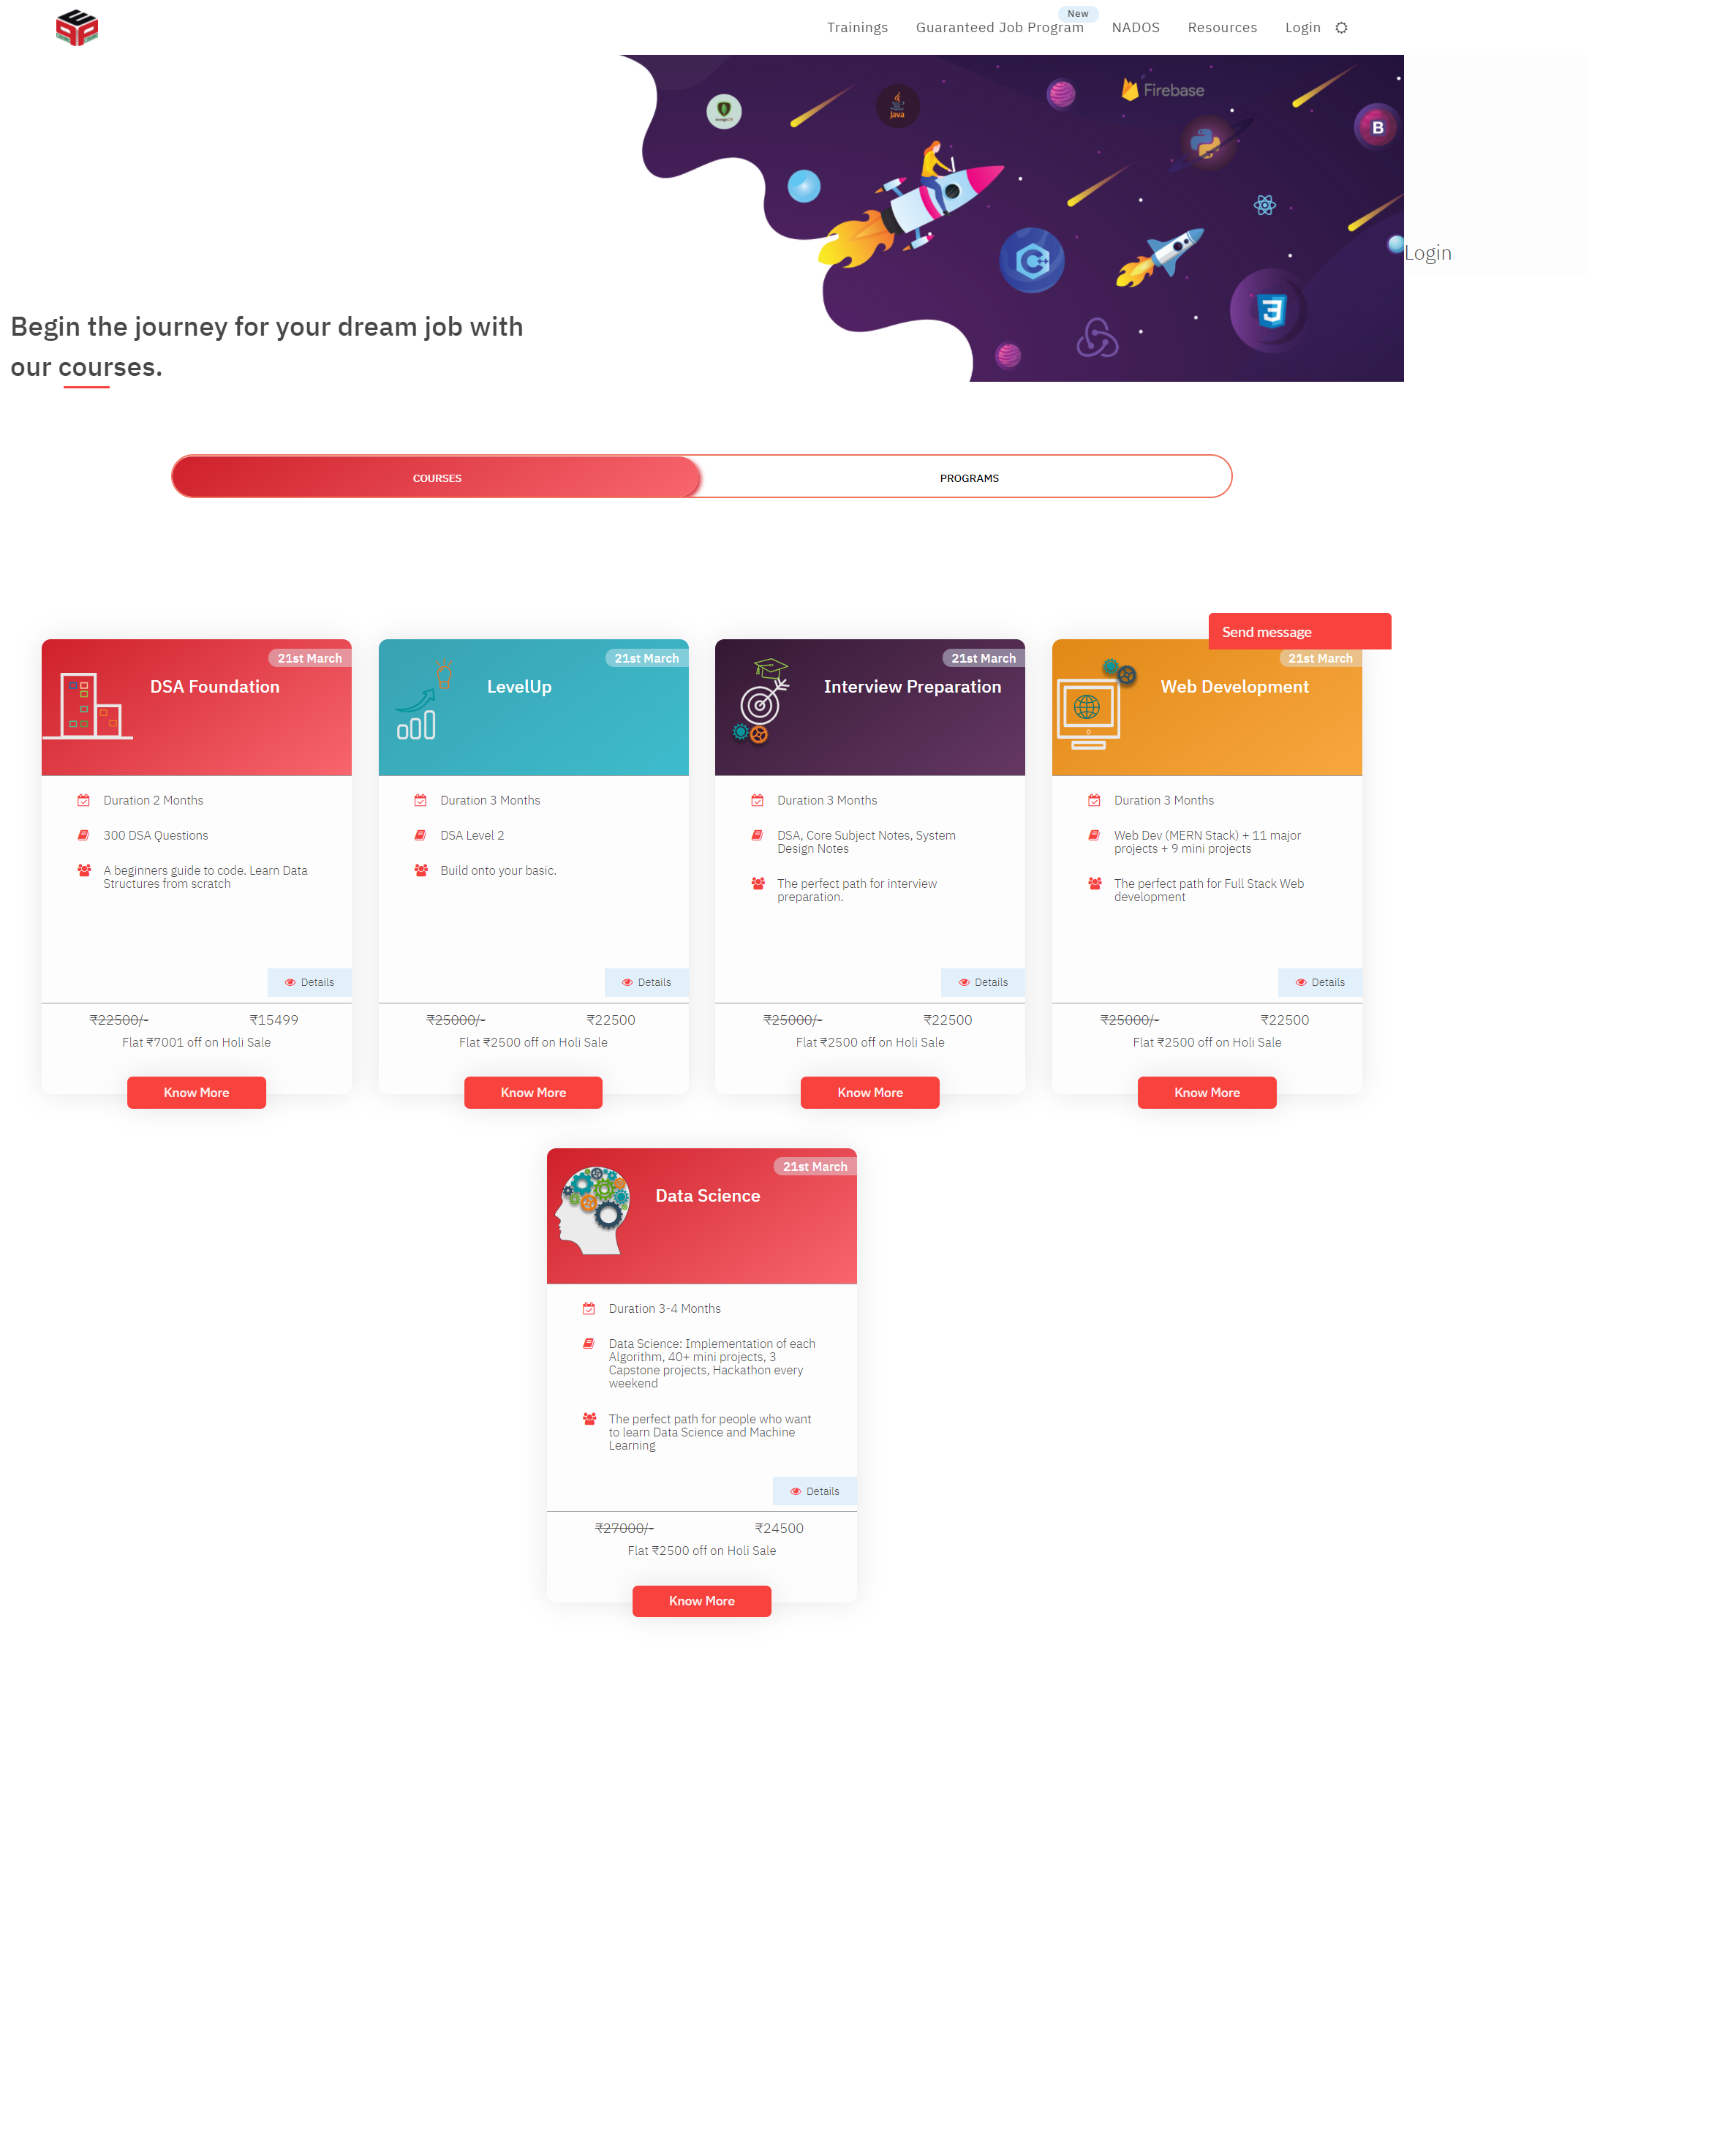 New
Trainings
Guaranteed Job Program
NADOS
Resources
Login
Java
Firebase
B
C++
3
Login
Begin the journey for your dream job with
our courses.
COURSES
PROGRAMS
Send message
21st March
DSA Foundation
Duration 2 Months
300 DSA Questions
A beginners guide to code. Learn Data
Structures from scratch
Details
₹22500/-
₹15499
Flat ₹7001 off on Holi Sale
Know More
21st March
LevelUp
Duration 3 Months
DSA Level 2
Build onto your basic.
Details
₹25000/-
₹22500
Flat ₹2500 off on Holi Sale
Know More
21st March
Interview Preparation
Duration 3 Months
DSA, Core Subject Notes, System
Design Notes
The perfect path for interview
preparation.
Details
₹25000/-
₹22500
Flat ₹2500 off on Holi Sale
Know More
21st March
Web Development
Duration 3 Months
Web Dev (MERN Stack) + 11 major
projects + 9 mini projects
The perfect path for Full Stack Web
development
Details
₹25000/-
₹22500
Flat ₹2500 off on Holi Sale
Know More
21st March
Data Science
Duration 3-4 Months
Data Science: Implementation of each
Algorithm, 40+ mini projects, 3
Capstone projects, Hackathon every
weekend
The perfect path for people who want
to learn Data Science and Machine
Learning
Details
₹27000/-
₹24500
Flat ₹2500 off on Holi Sale
Know More